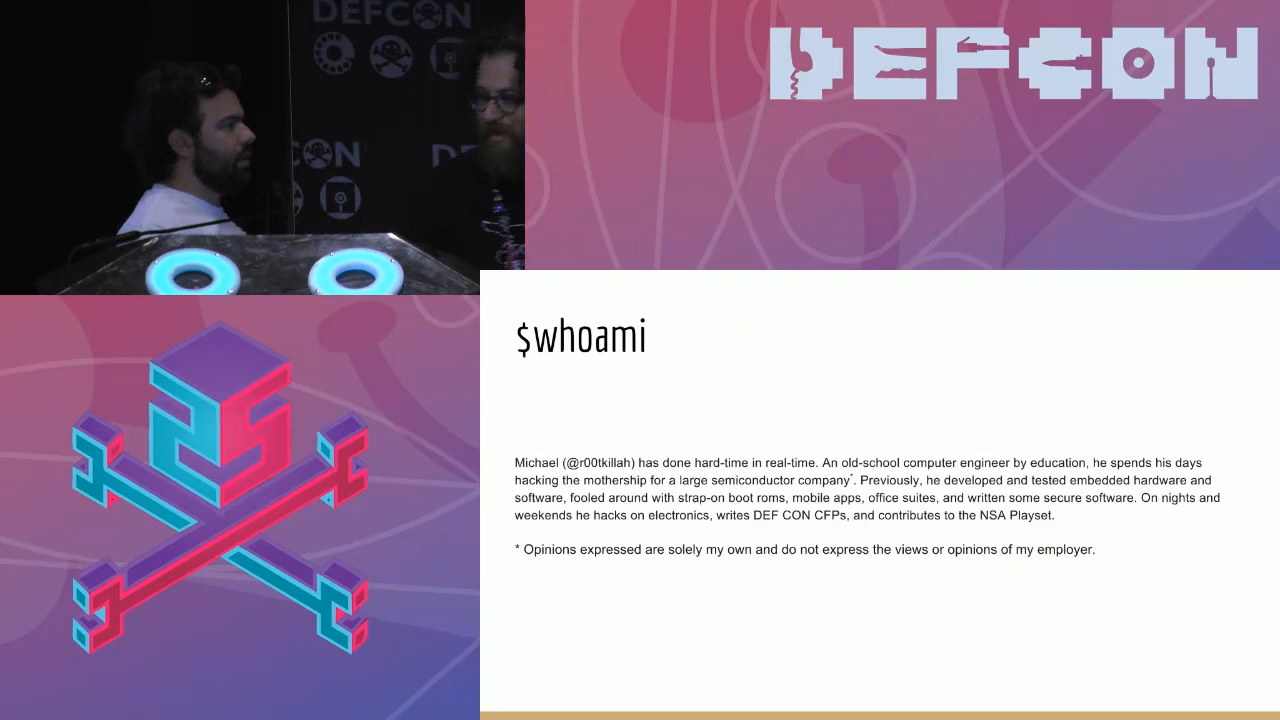 DEFCON
DEFCON
CON
DE
25
$whoami
Michael (@r00tkillah) has done hard-time in real-time. An old-school computer engineer by education, he spends his days
hacking the mothership for a large semiconductor company*. Previously, he developed and tested embedded hardware and
software, fooled around with strap-on boot roms, mobile apps, office suites, and written some secure software. On nights and
weekends he hacks on electronics, writes DEF CON CFPs, and contributes to the NSA Playset.
* Opinions expressed are solely my own and do not express the views or opinions of my employer.